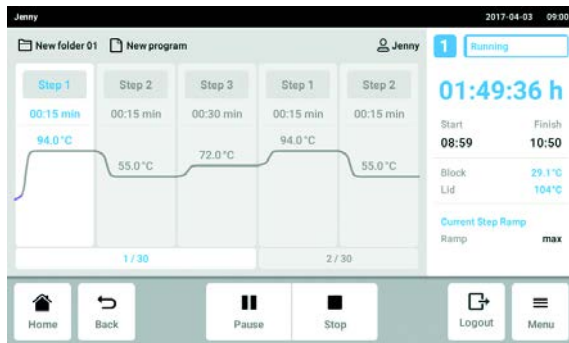 Jenny 2017-04-03 09:00
New folder 01 New program Jenny 1 Running
Step 1 Step 2 Step 3 Step 1 Step 2
01:49:36 h
00:15 min 00:15 min 00:30 min 00:15 min 00:15 min
Start Finish
08:59 10:50
94.0°C 55.0°C 72.0°C 94.0°C 55.0°C
Block 29.1°C
Lid 104°C
Current Step Ramp
Ramp max
1 / 30 2 / 30
Home Back Pause Stop Logout Menu